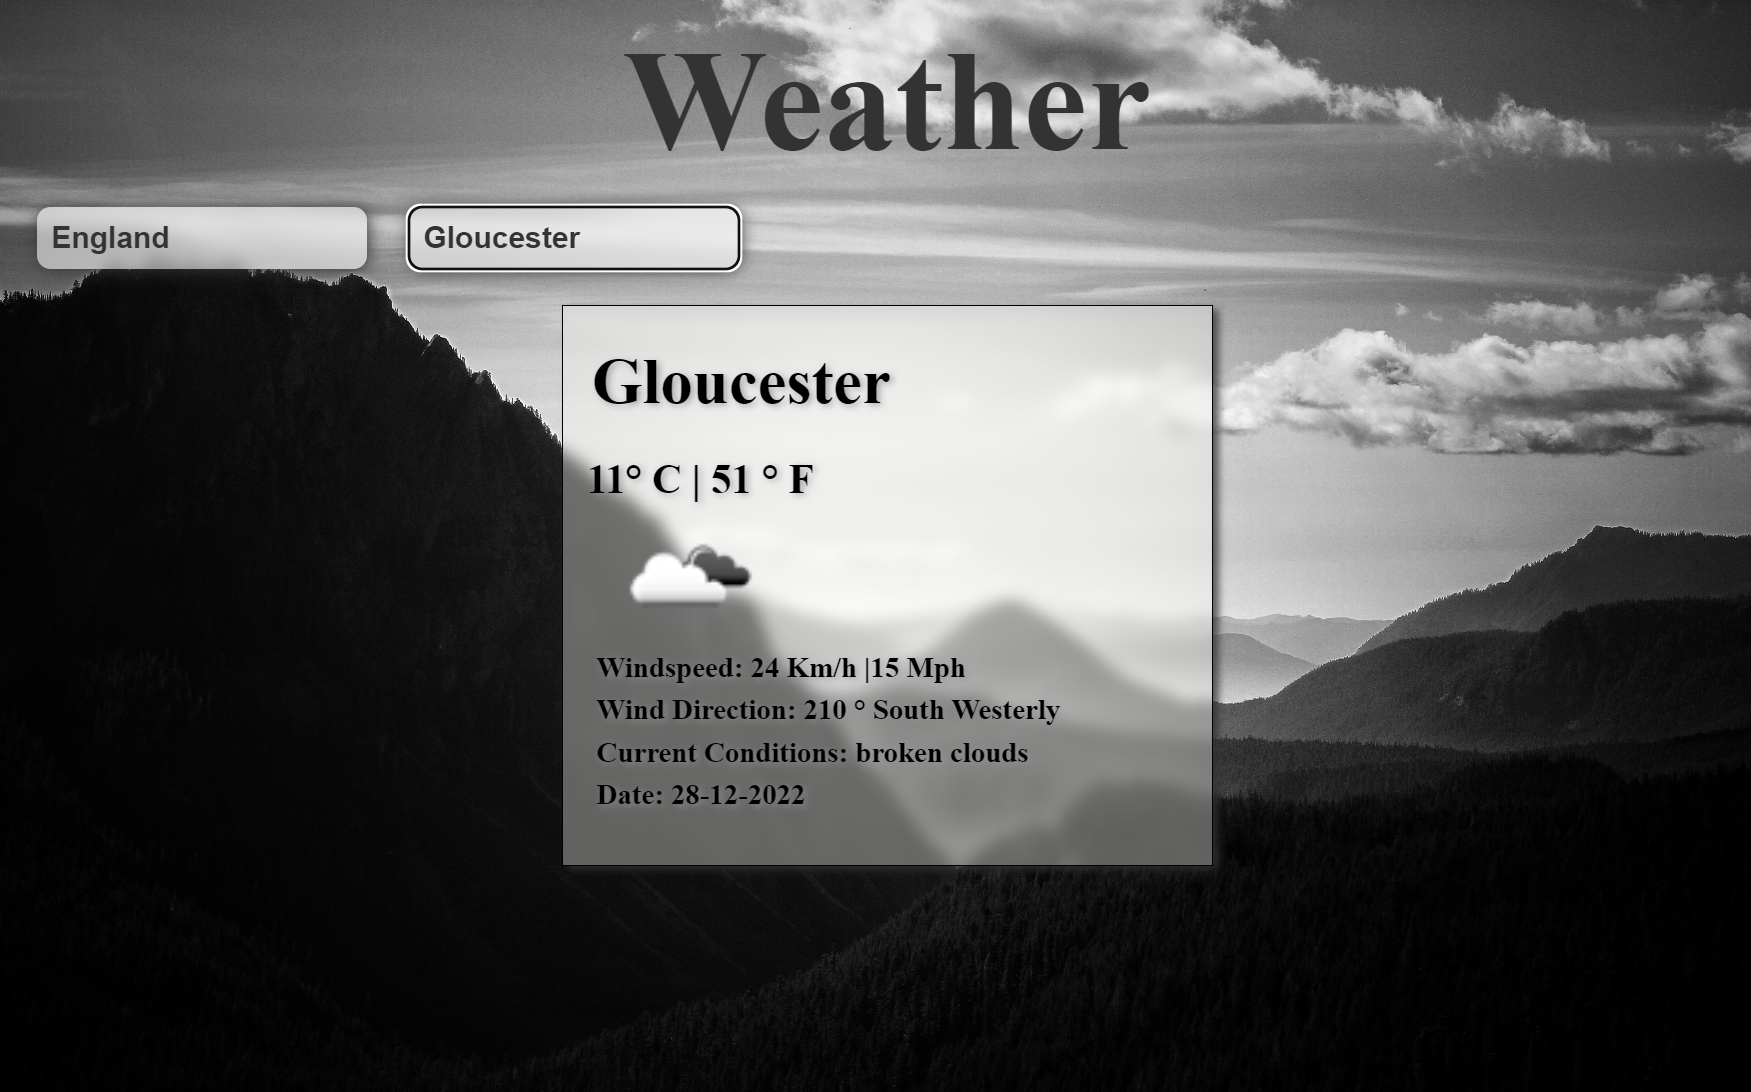 Weather
England
Gloucester
Gloucester
11° C | 51 ° F
Windspeed: 24 Km/h |15 Mph
Wind Direction: 210 ° South Westerly
Current Conditions: broken clouds
Date: 28-12-2022